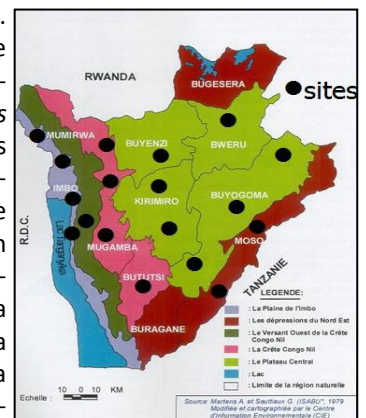 RWANDA
BUGESERA
sites
MUMIRWA
BUYENZI
BWERU
IMBO
KIRIMIRO
BUYOGOMA
R.D.C.
Lac Tanganyika
MUGAMBA
MOSO
BUTUTSI
TANZANIE
BURAGANE
LEGENDE:
: La Plaine de l'Imbo
: Les dépressions du Nord Est
: Le Versant Ouest de la Crête
Congo Nil
: La Crête Congo Nil
: Le Plateau Central
: Lac
: Limite de la région naturelle
Echelle : 10 0 10 KM
Source: Martens A. et Sauttiaux G. (ISABU", 1979
Modifiée et cartographiée par le Centre
d'Information Environnementale (CIE)